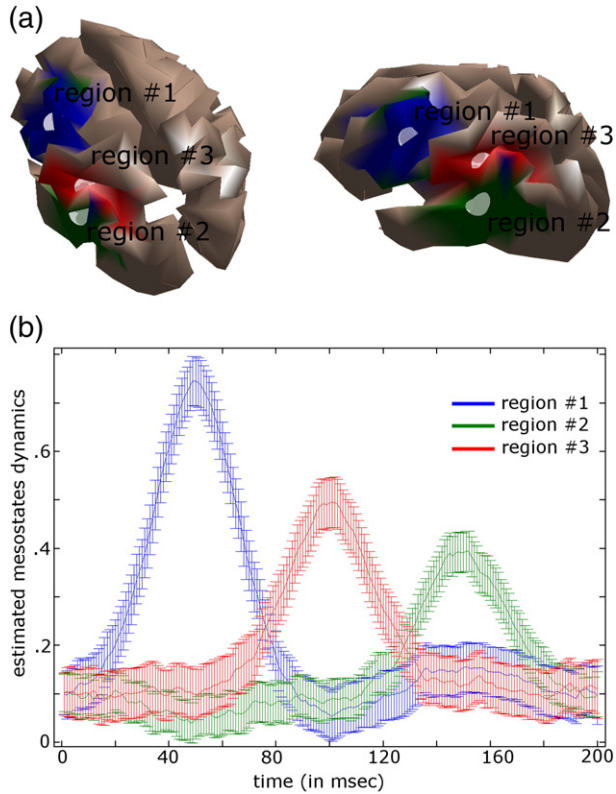 (a)
region #1
region #3
region #2
region #1
region #3
region #2
(b)
estimated mesostates dynamics
.6
.4
.2
0
region #1
region #2
region #3
0
40
80
120
160
200
time (in msec)